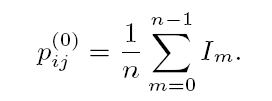 $p_{ij}^{(0)} = \frac{1}{n} \sum_{m=0}^{n-1} I_m.$